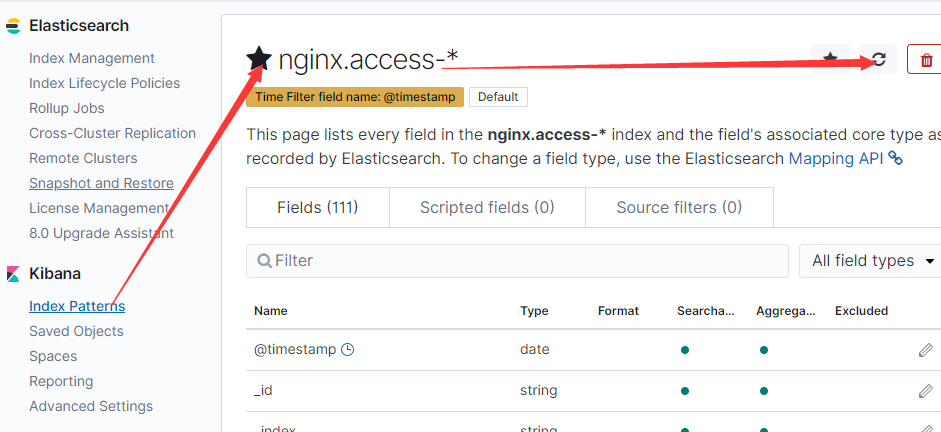 Elasticsearch
Index Management
Index Lifecycle Policies
Rollup Jobs
Cross-Cluster Replication
Remote Clusters
Snapshot and Restore
License Management
8.0 Upgrade Assistant
Kibana
Index Patterns
Saved Objects
Spaces
Reporting
Advanced Settings
nginx.access-*
Time Filter field name: @timestamp Default
This page lists every field in the nginx.access-* index and the field's associated core type as
recorded by Elasticsearch. To change a field type, use the Elasticsearch Mapping API
Fields (111) Scripted fields (0) Source filters (0)
Filter All field types
Name Type Format Searcha... Aggrega... Excluded
@timestamp date
_id string
_index string